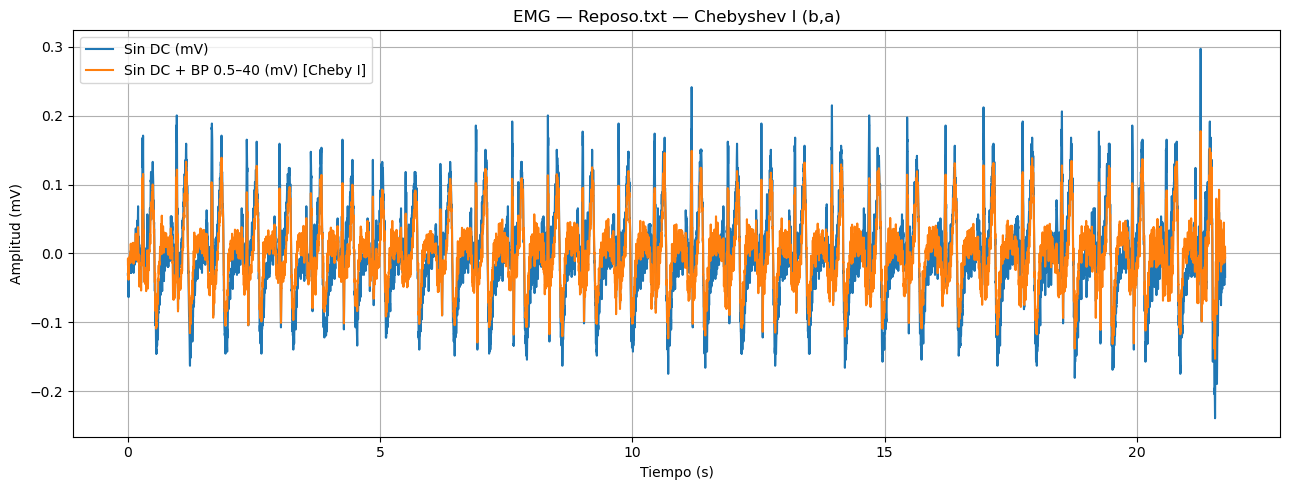 EMG — Reposo.txt — Chebyshev I (b,a)
Sin DC (mV)
Sin DC + BP 0.5–40 (mV) [Cheby I]
Amplitud (mV)
0.3
0.2
0.1
0.0
−0.1
−0.2
0 5 10 15 20
Tiempo (s)